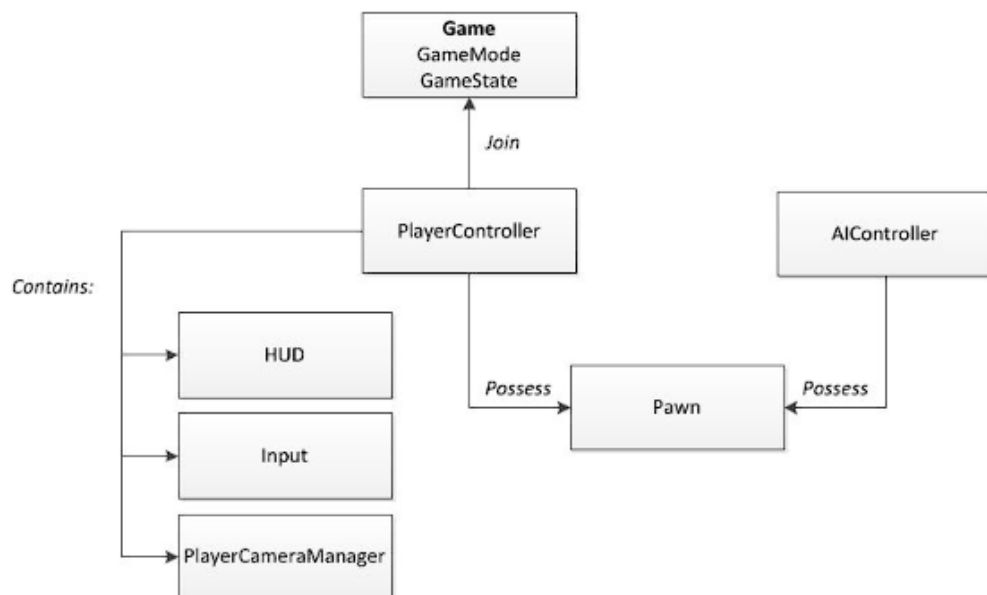 Game
GameMode
GameState
Join
PlayerController
AIController
Contains:
HUD
Possess
Possess
Pawn
Input
PlayerCameraManager